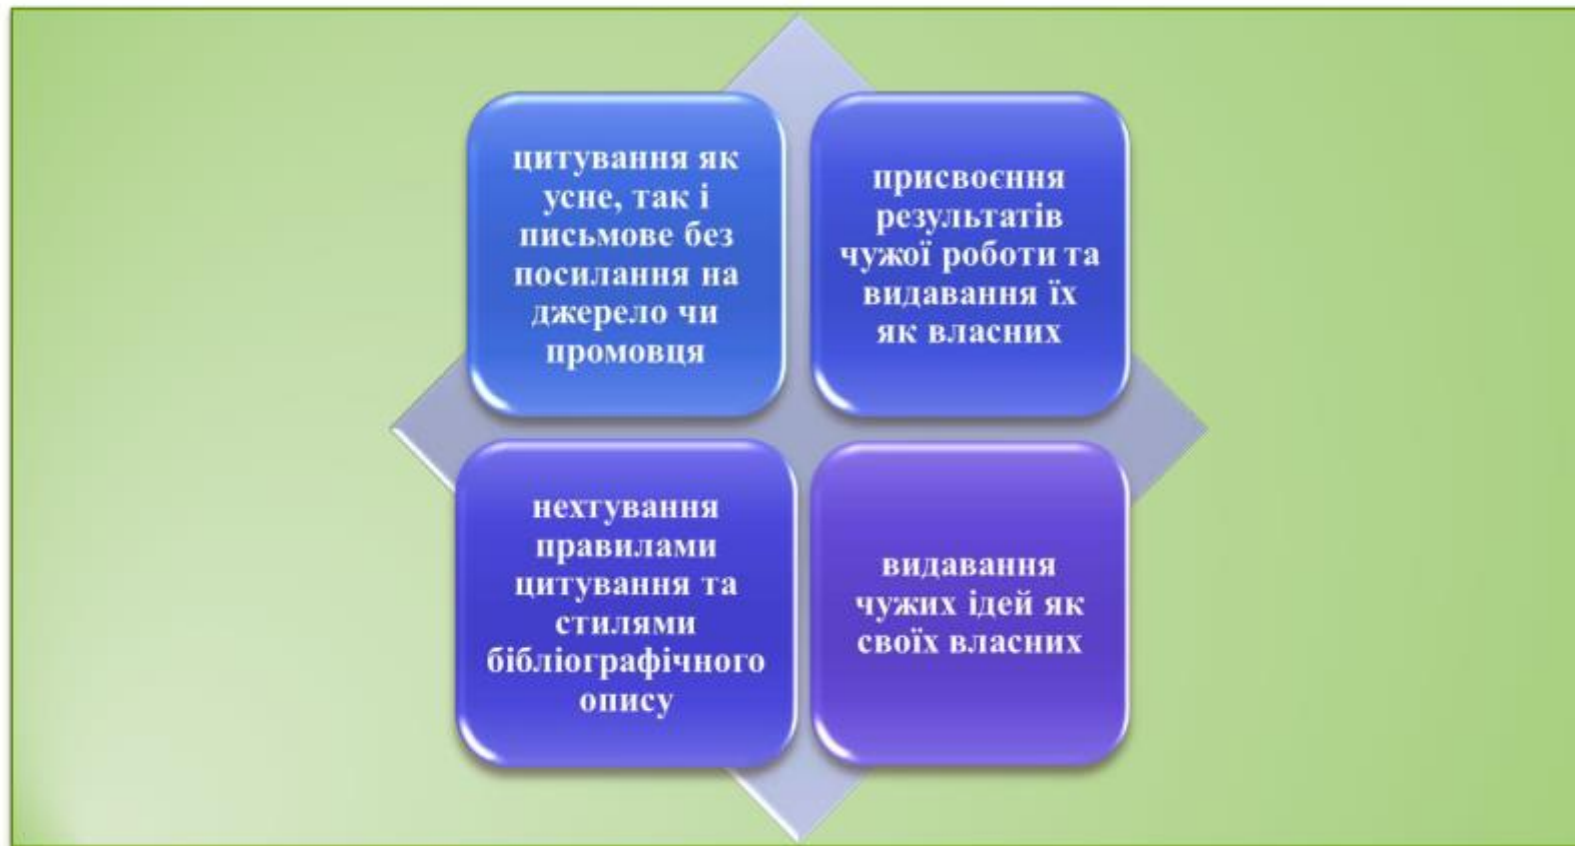 цитування як
усне, так і
письмове без
посилання на
джерело чи
промовця
присвоєння
результатів
чужої роботи та
видавання їх
як власних
нехтування
правилами
цитування та
стилями
бібліографічного
опису
видавання
чужих ідей як
своїх власних